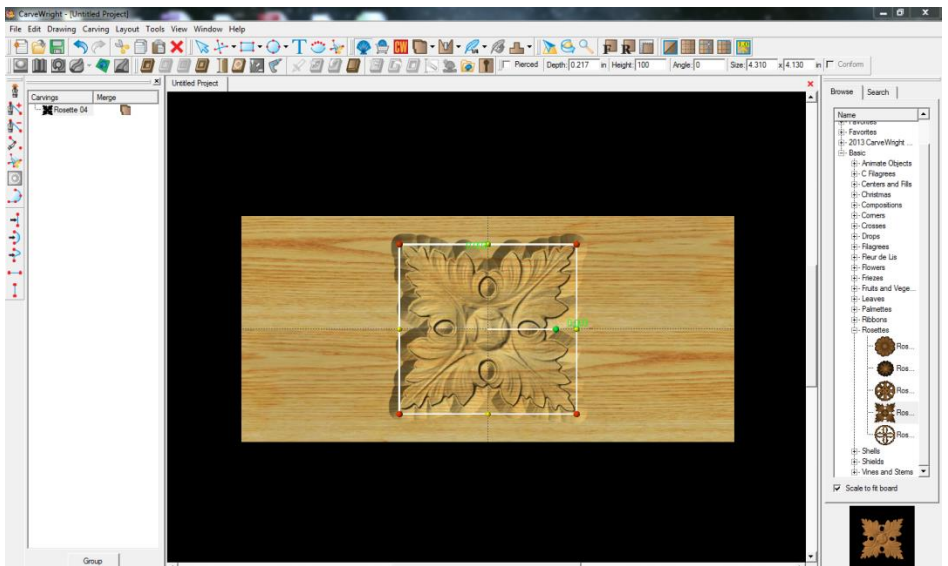 CarveWright - [Untitled Project]
File Edit Drawing Carving Layout Tools View Window Help
CW
T
F R
Pierced Depth: 0.217 in Height: 100 Angle: 0 Size: 4.310 x 4.130 in Conform
Untitled Project
Carvings Merge
Rosette 04
Group
Browse Search
Name
Favorites
2013 CarveWright ...
Basic
Animate Objects
C Filagrees
Centers and Fills
Christmas
Compositions
Corners
Crosses
Drops
Filagrees
Fleur de Lis
Flowers
Friezes
Fruits and Vege...
Leaves
Palmettes
Ribbons
Rosettes
Ros...
Ros...
Ros...
Ros...
Ros...
Shells
Shields
Vines and Stems
Scale to fit board